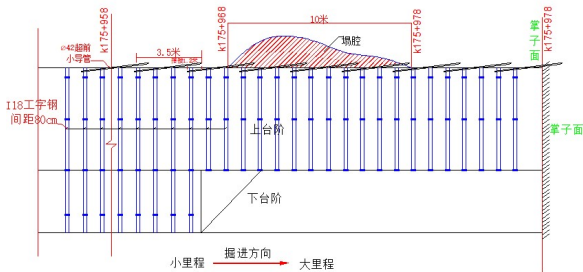 k175+958
k175+968
10米
k175+978
k175+978
掌子面
塌腔
∅42超前
小导管
3.5米
I18工字钢
间距80cm
上台阶
掌子面
下台阶
掘进方向
小里程
大里程